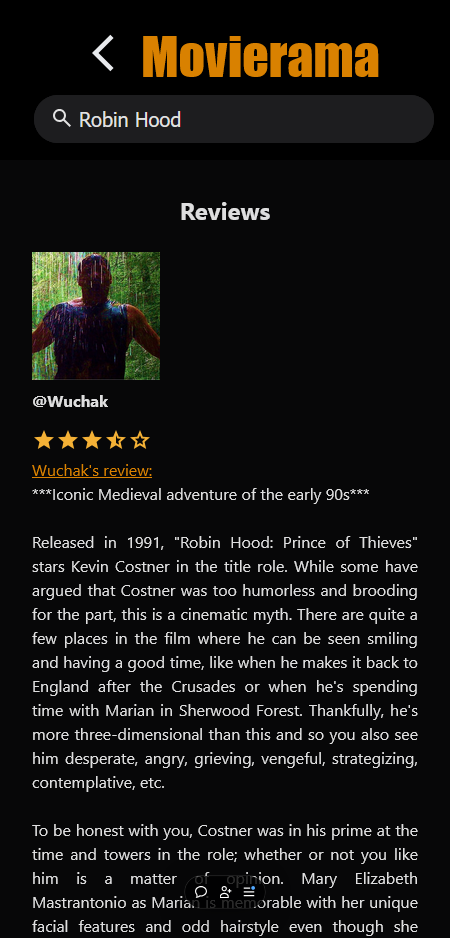 Movierama
Robin Hood
Reviews
@Wuchak
Wuchak's review:
***Iconic Medieval adventure of the early 90s***
Released in 1991, "Robin Hood: Prince of Thieves"
stars Kevin Costner in the title role. While some have
argued that Costner was too humorless and brooding
for the part, this is a cinematic myth. There are quite a
few places in the film where he can be seen smiling
and having a good time, like when he makes it back to
England after the Crusades or when he's spending
time with Marian in Sherwood Forest. Thankfully, he's
more three-dimensional than this and so you also see
him desperate, angry, grieving, vengeful, strategizing,
contemplative, etc.
To be honest with you, Costner was in his prime at the
time and towers in the role; whether or not you like
him is a matter of opinion. Mary Elizabeth
Mastrantonio as Marian is memorable with her unique
facial features and odd hairstyle even though she